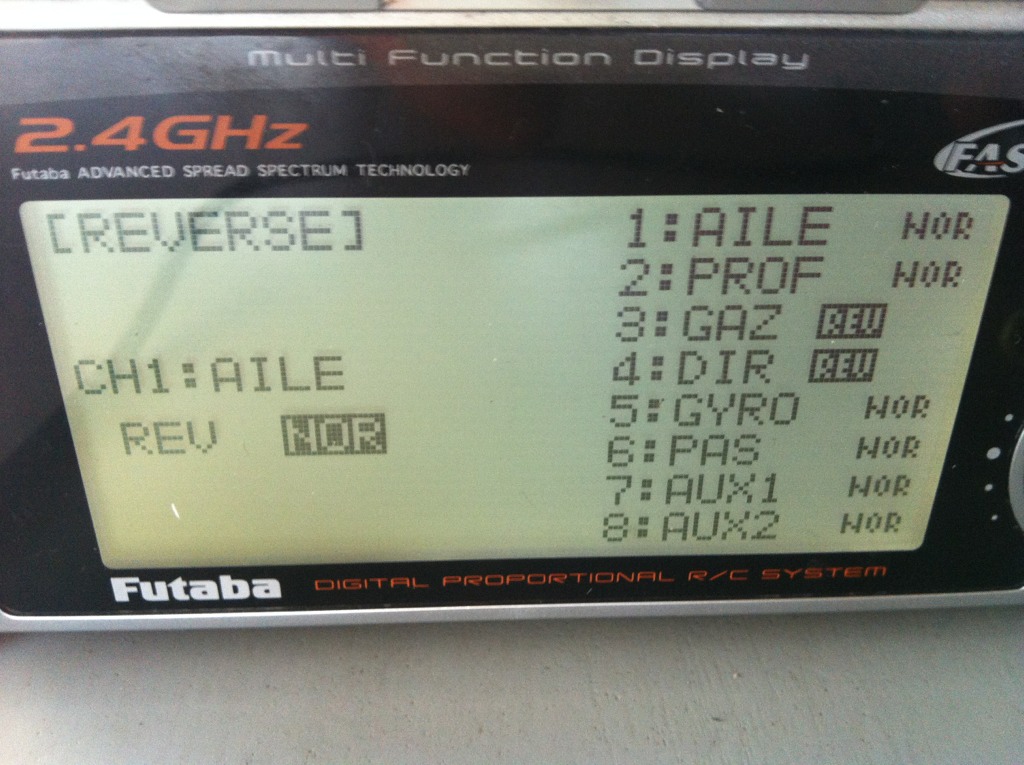 Multi Function Display
2.4GHz
Futaba ADVANCED SPREAD SPECTRUM TECHNOLOGY
[REVERSE]
CH1:AILE
REV NOR
1:AILE NOR
2:PROF NOR
3:GAZ REV
4:DIR REV
5:GYRO NOR
6:PAS NOR
7:AUX1 NOR
8:AUX2 NOR
Futaba DIGITAL PROPORTIONAL R/C SYSTEM